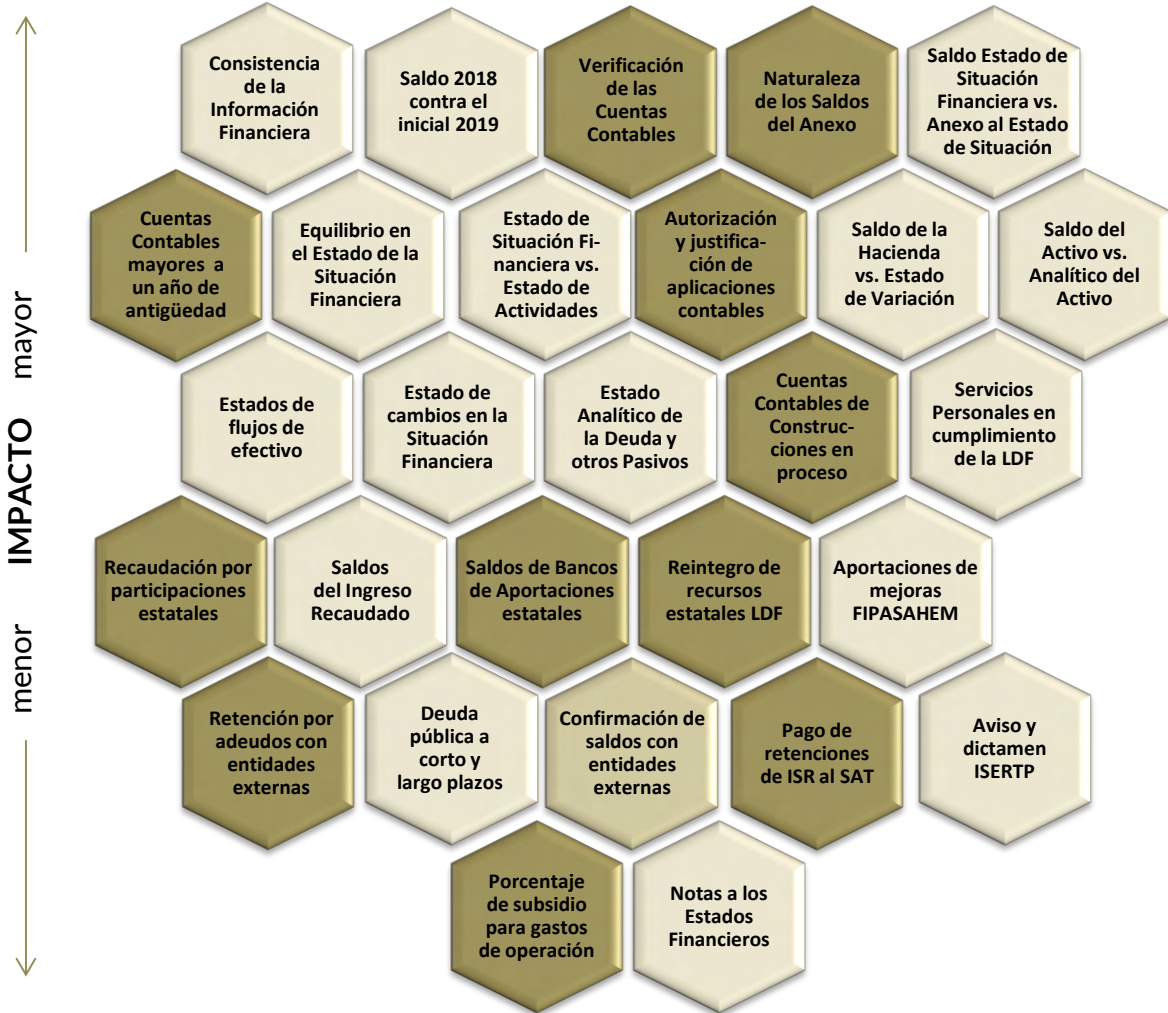 Consistencia
de la
Información
Financiera
Saldo 2018
contra el
inicial 2019
Verificación
de las
Cuentas
Contables
Naturaleza
de los Saldos
del Anexo
Saldo Estado de
Situación
Financiera vs.
Anexo al Estado
de Situación
Cuentas
Contables
mayores a
un año de
antigüedad
Equilibrio en
el Estado de la
Situación
Financiera
Estado de
Situación Fi-
nanciera vs.
Estado de
Actividades
Autorización
y justifica-
ción de
aplicaciones
contables
Saldo de la
Hacienda
vs. Estado
de Variación
Saldo del
Activo vs.
Analítico del
Activo
mayor
IMPACTO
menor
Estados de
flujos de
efectivo
Estado de
cambios en la
Situación
Financiera
Estado
Analítico de
la Deuda y
otros Pasivos
Cuentas
Contables de
Construc-
ciones en
proceso
Servicios
Personales en
cumplimiento
de la LDF
Recaudación por
participaciones
estatales
Saldos
del Ingreso
Recaudado
Saldos de Bancos
de Aportaciones
estatales
Reintegro de
recursos
estatales LDF
Aportaciones de
mejoras
FIPASAHEM
Retención por
adeudos con
entidades
externas
Deuda
pública a
corto y
largo plazos
Confirmación de
saldos con
entidades
externas
Pago de
retenciones
de ISR al SAT
Aviso y
dictamen
ISERTP
Porcentaje
de subsidio
para gastos
de operación
Notas a los
Estados
Financieros